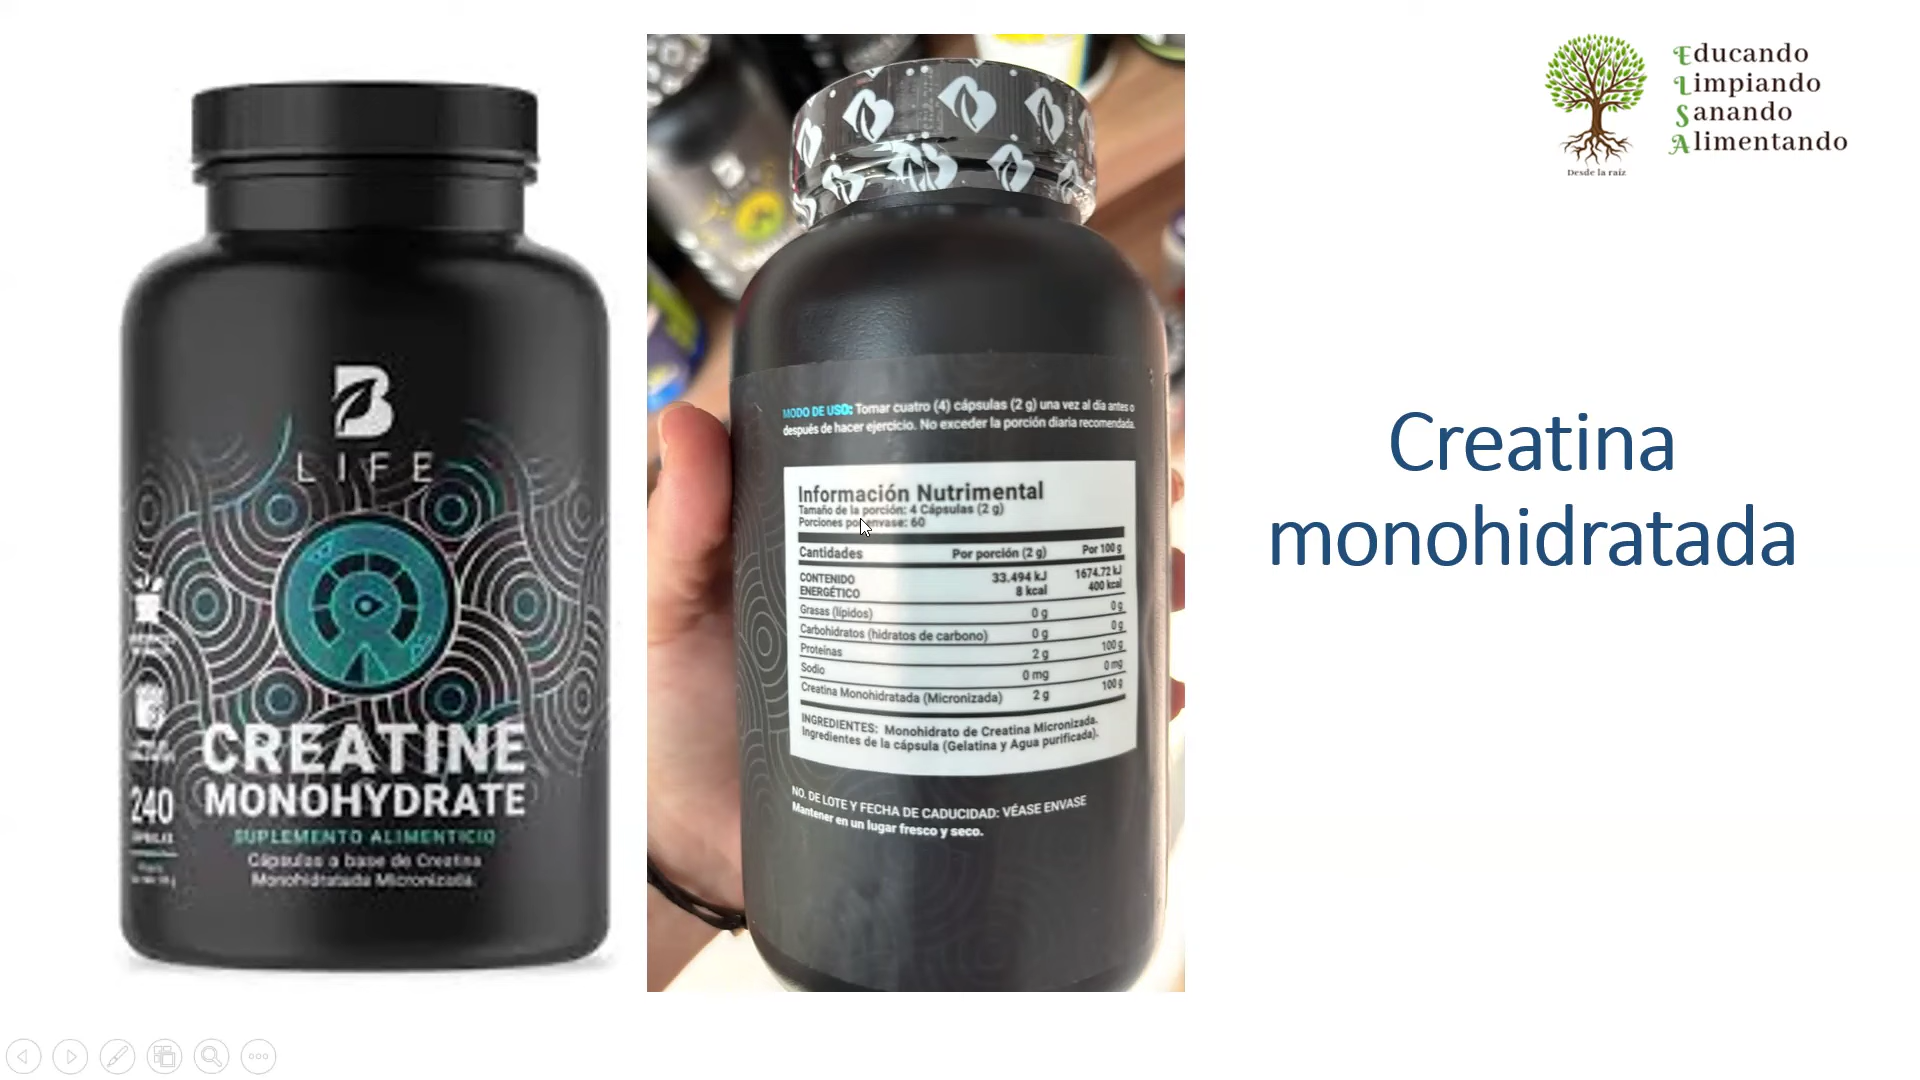 B
LIFE
CREATINE
MONOHYDRATE
240
SUPLEMENTO ALIMENTICIO
Cápsulas a base de Creatina
Monohidratada Micronizada.
MODO DE USO: Tomar cuatro (4) cápsulas (2 g) una vez al día antes o
después de hacer ejercicio. No exceder la porción diaria recomendada.
Información Nutrimental
Tamaño de la porción: 4 Cápsulas (2 g)
Porciones por envase: 60
Cantidades Por porción (2 g) Por 100 g
CONTENIDO 33.494 kJ 1674.72 kJ
ENERGÉTICO 8 kcal 400 kcal
Grasas (lípidos) 0 g 0 g
Carbohidratos (hidratos de carbono) 0 g 0 g
Proteínas 2 g 100 g
Sodio 0 mg 0 mg
Creatina Monohidratada (Micronizada) 2 g 100 g
INGREDIENTES: Monohidrato de Creatina Micronizada.
Ingredientes de la cápsula (Gelatina y Agua purificada).
NO. DE LOTE Y FECHA DE CADUCIDAD: VÉASE ENVASE
Mantener en un lugar fresco y seco.
Educando
Limpiando
Sanando
Alimentando
Desde la raíz
Creatina
monohidratada